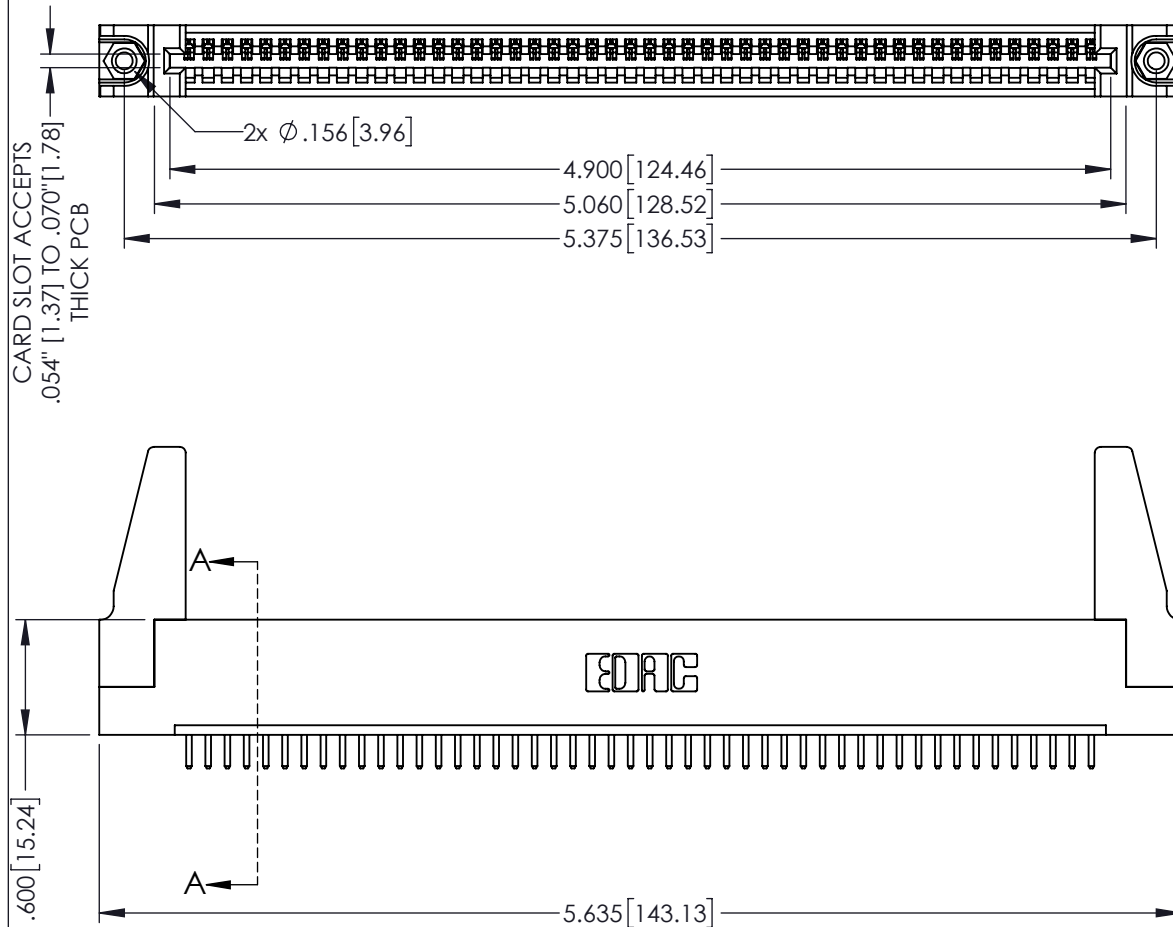 2x Ø .156[3.96]
4.900[124.46]
5.060[128.52]
5.375[136.53]
CARD SLOT ACCEPTS
.054" [1.37] TO .070"[1.78]
THICK PCB
A
EDAC
A
.600[15.24]
5.635[143.13]